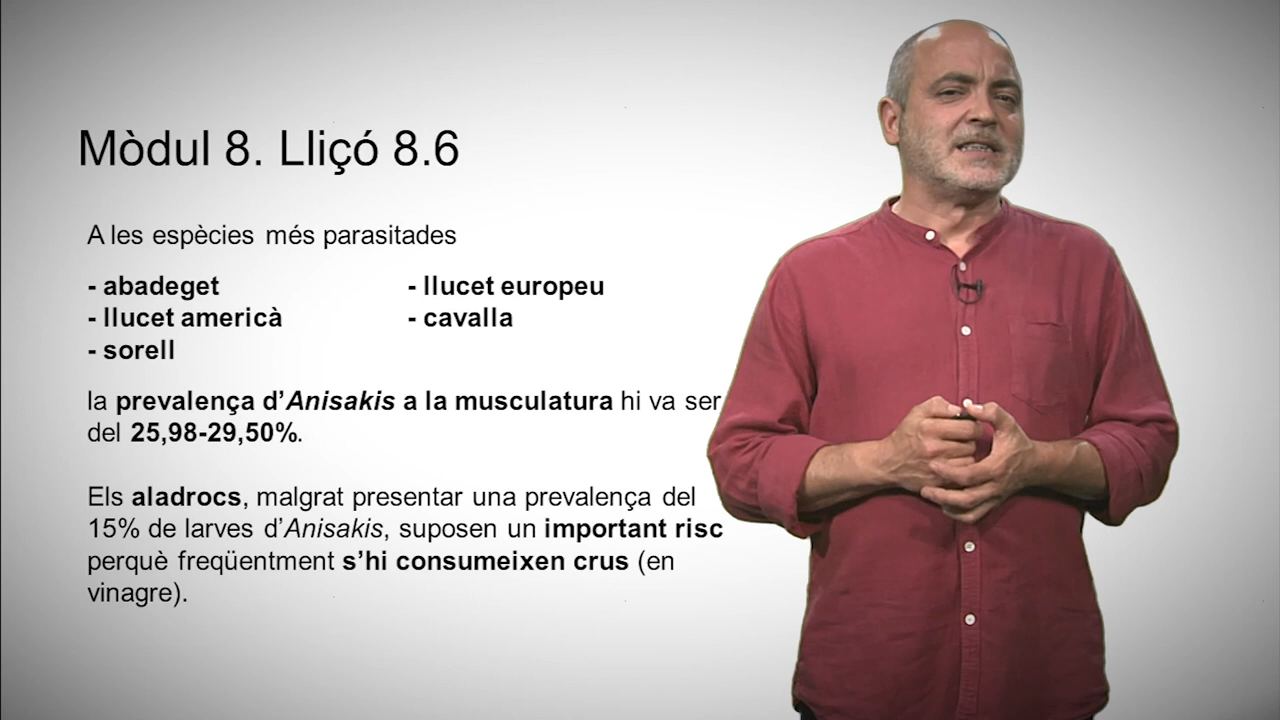 Mòdul 8. Lliçó 8.6
A les espècies més parasitades
- abadeget
- llucet europeu
- llucet americà
- cavalla
- sorell
la prevalença d’Anisakis a la musculatura hi va ser
del 25,98-29,50%.
Els aladrocs, malgrat presentar una prevalença del
15% de larves d’Anisakis, suposen un important risc
perquè freqüentment s’hi consumeixen crus (en
vinagre).